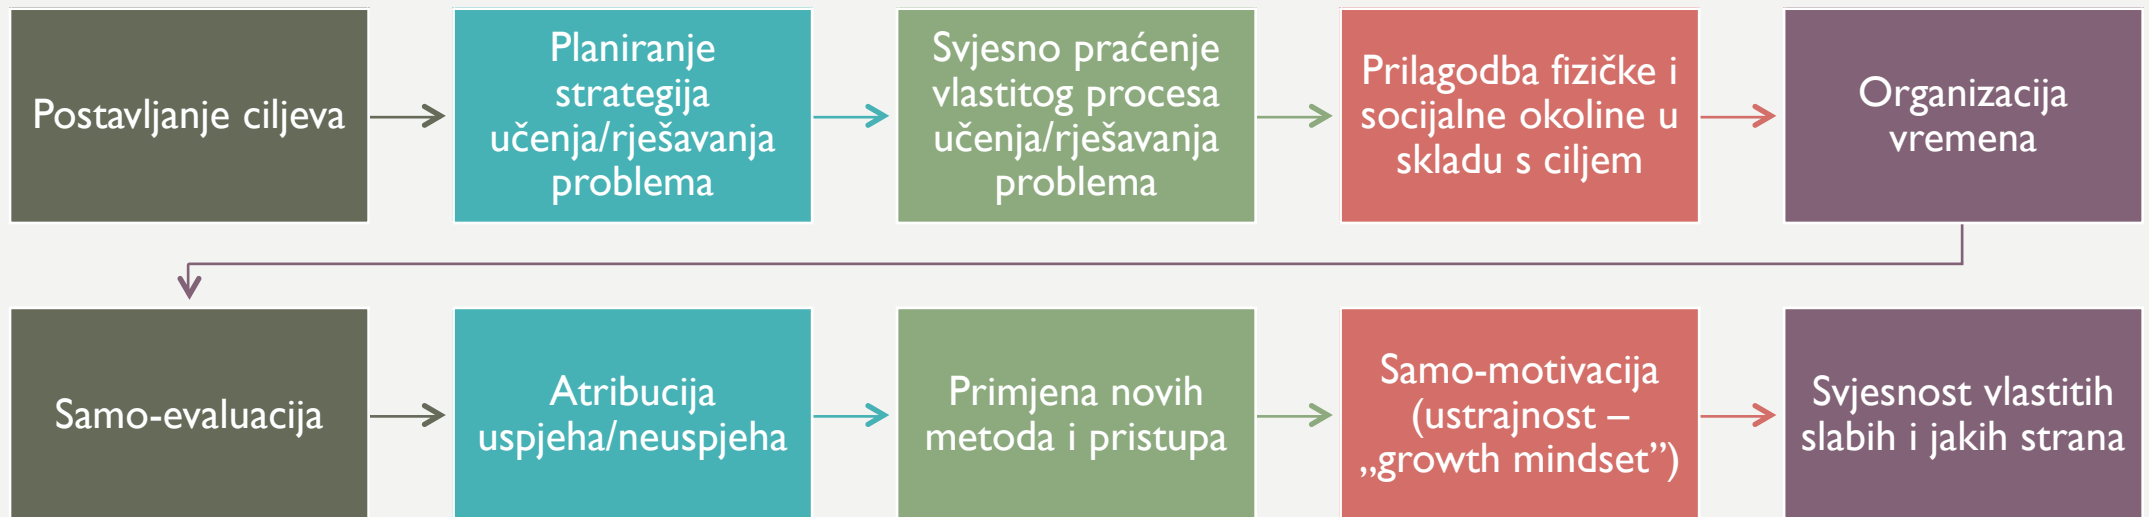 Postavljanje ciljeva
Planiranje
strategija
učenja/rješavanja
problema
Svjesno praćenje
vlastitog procesa
učenja/rješavanja
problema
Prilagodba fizičke i
socijalne okoline u
skladu s ciljem
Organizacija
vremena
Samo-evaluacija
Atribucija
uspjeha/neuspjeha
Primjena novih
metoda i pristupa
Samo-motivacija
(ustrajnost –
„growth mindset”)
Svjesnost vlastitih
slabih i jakih strana